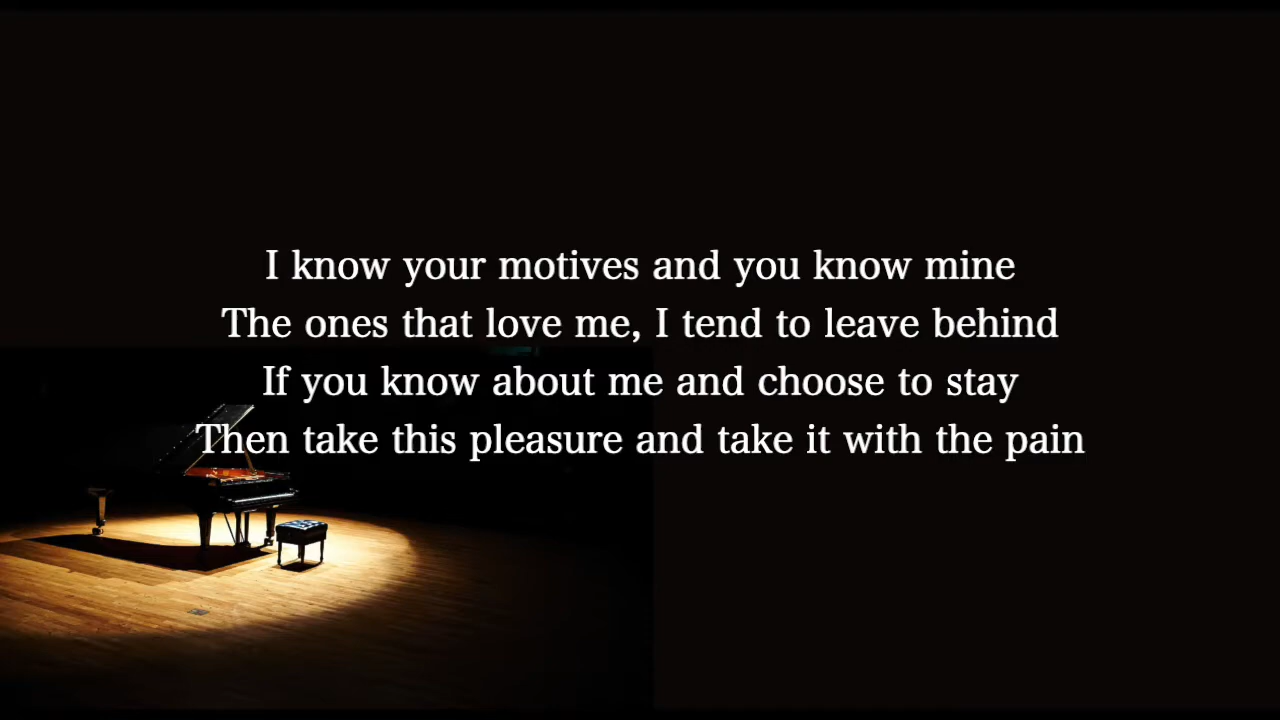 I know your motives and you know mine
The ones that love me, I tend to leave behind
If you know about me and choose to stay
Then take this pleasure and take it with the pain